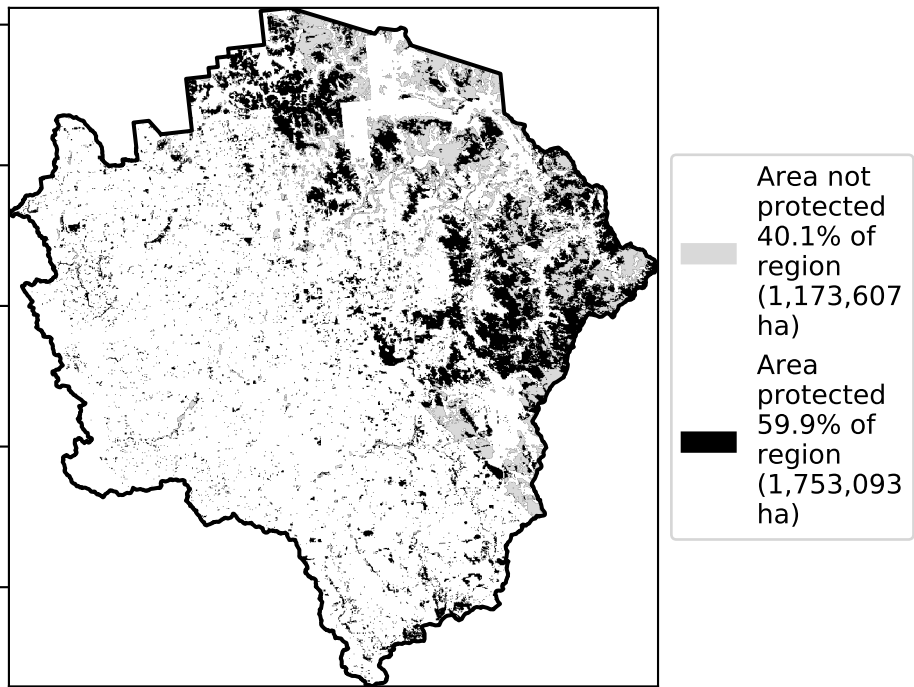 Area not
protected
40.1% of
region
(1,173,607
ha)
Area
protected
59.9% of
region
(1,753,093
ha)